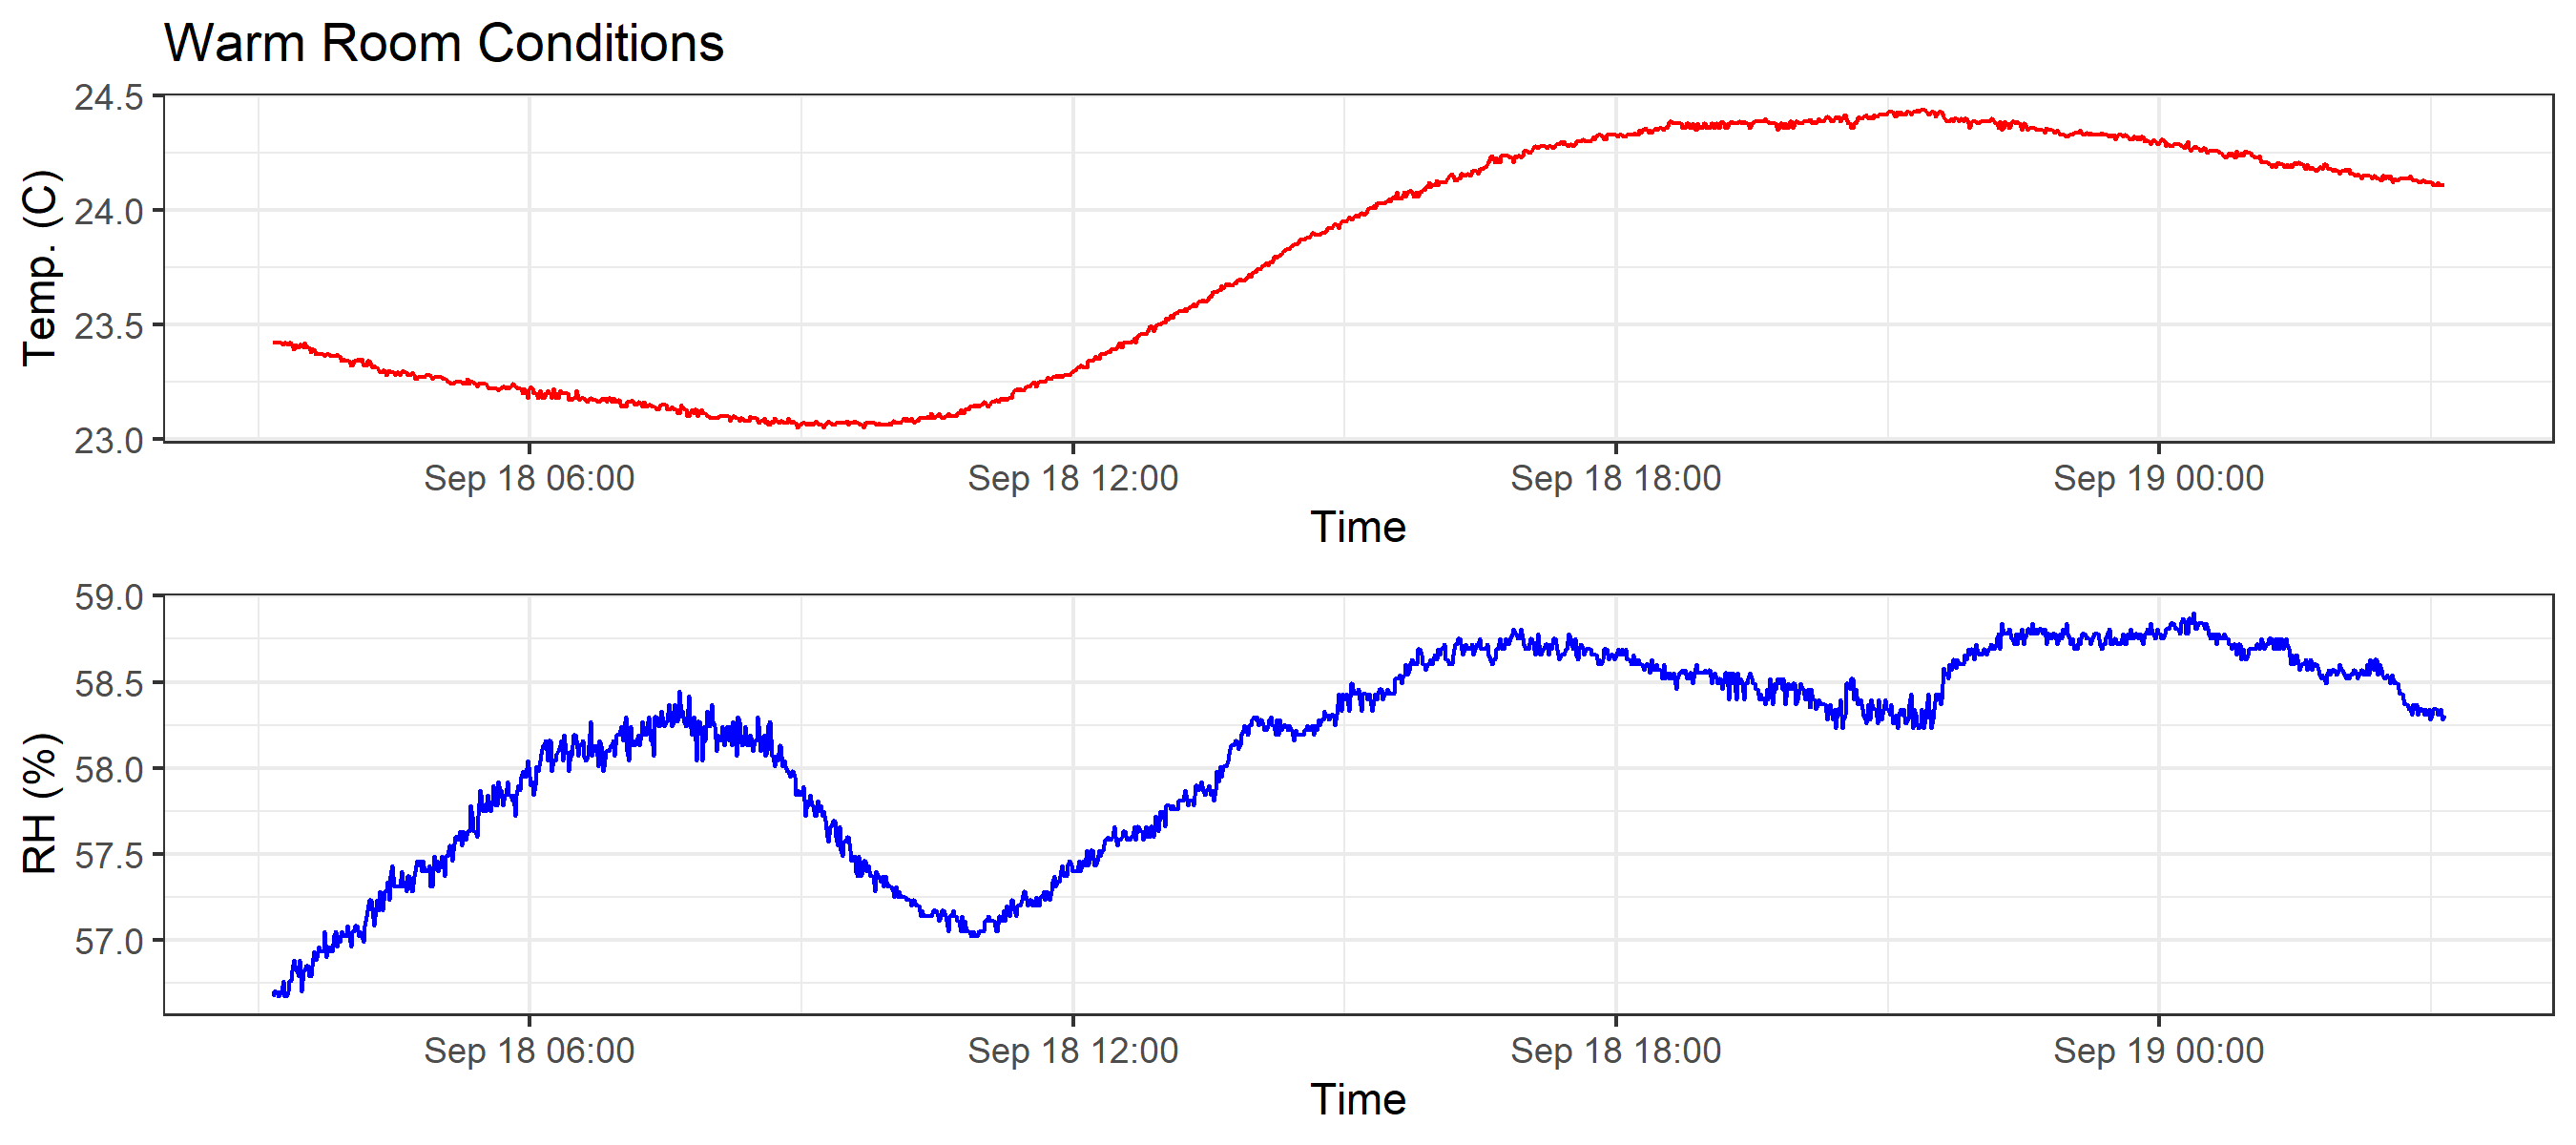 Warm Room Conditions
24.5
24.0
23.5
23.0
Temp. (C)
Sep 18 06:00 Sep 18 12:00 Sep 18 18:00 Sep 19 00:00
Time
59.0
58.5
58.0
57.5
57.0
RH (%)
Sep 18 06:00 Sep 18 12:00 Sep 18 18:00 Sep 19 00:00
Time